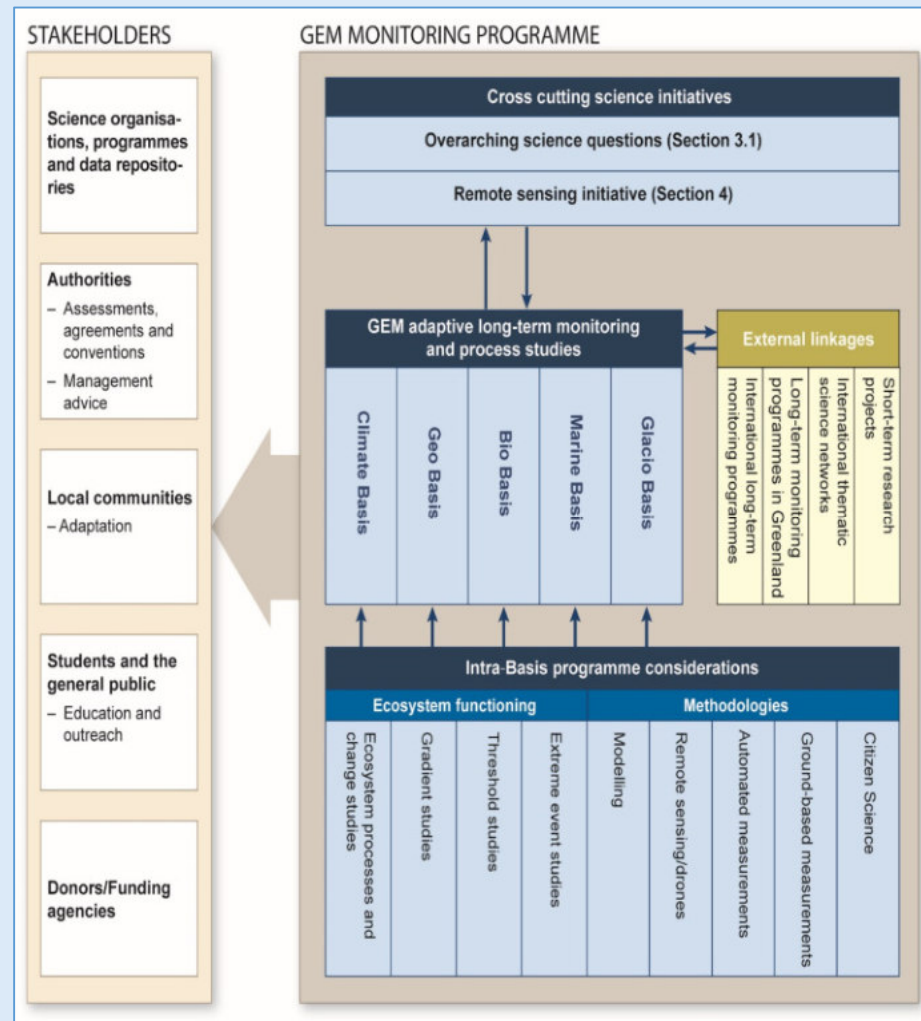 STAKEHOLDERS
Science organisa-
tions, programmes
and data reposito-
ries
Authorities
– Assessments,
agreements and
conventions
– Management
advice
Local communities
– Adaptation
Students and the
general public
– Education and
outreach
Donors/Funding
agencies
GEM MONITORING PROGRAMME
Cross cutting science initiatives
Overarching science questions (Section 3.1)
Remote sensing initiative (Section 4)
GEM adaptive long-term monitoring
and process studies
Climate Basis
Geo Basis
Bio Basis
Marine Basis
Glacio Basis
External linkages
International long-term
monitoring programmes
Long-term monitoring
programmes in Greenland
International thematic
science networks
Short-term research
projects
Intra-Basis programme considerations
Ecosystem functioning
Methodologies
Ecosystem processes and
change studies
Gradient studies
Threshold studies
Extreme event studies
Modelling
Remote sensing/drones
Automated measurements
Ground-based measurements
Citizen Science